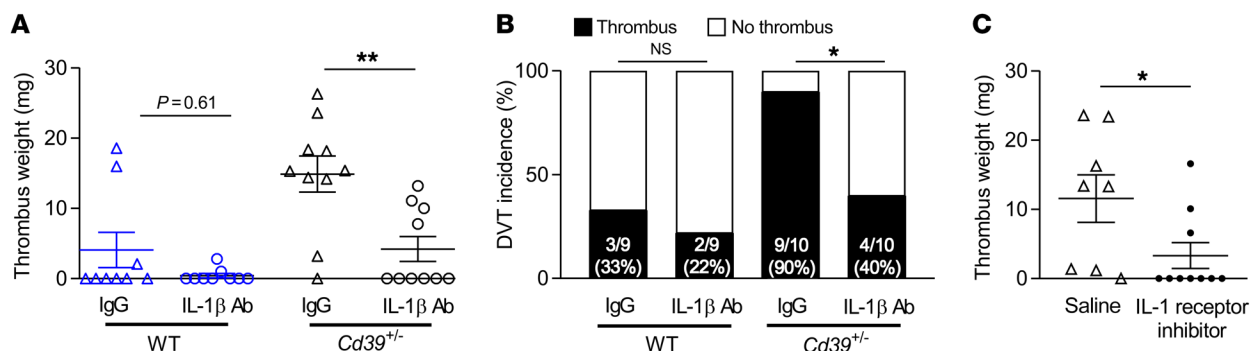 A
Thrombus weight (mg)
30
20
10
0
P = 0.61
**
IgG
IL-1β Ab
IgG
IL-1β Ab
WT
Cd39+/-
B
Thrombus
No thrombus
DVT incidence (%)
100
50
0
NS
*
3/9
(33%)
2/9
(22%)
9/10
(90%)
4/10
(40%)
IgG
IL-1β Ab
IgG
IL-1β Ab
WT
Cd39+/-
C
Thrombus weight (mg)
30
20
10
0
*
Saline
IL-1 receptor
inhibitor